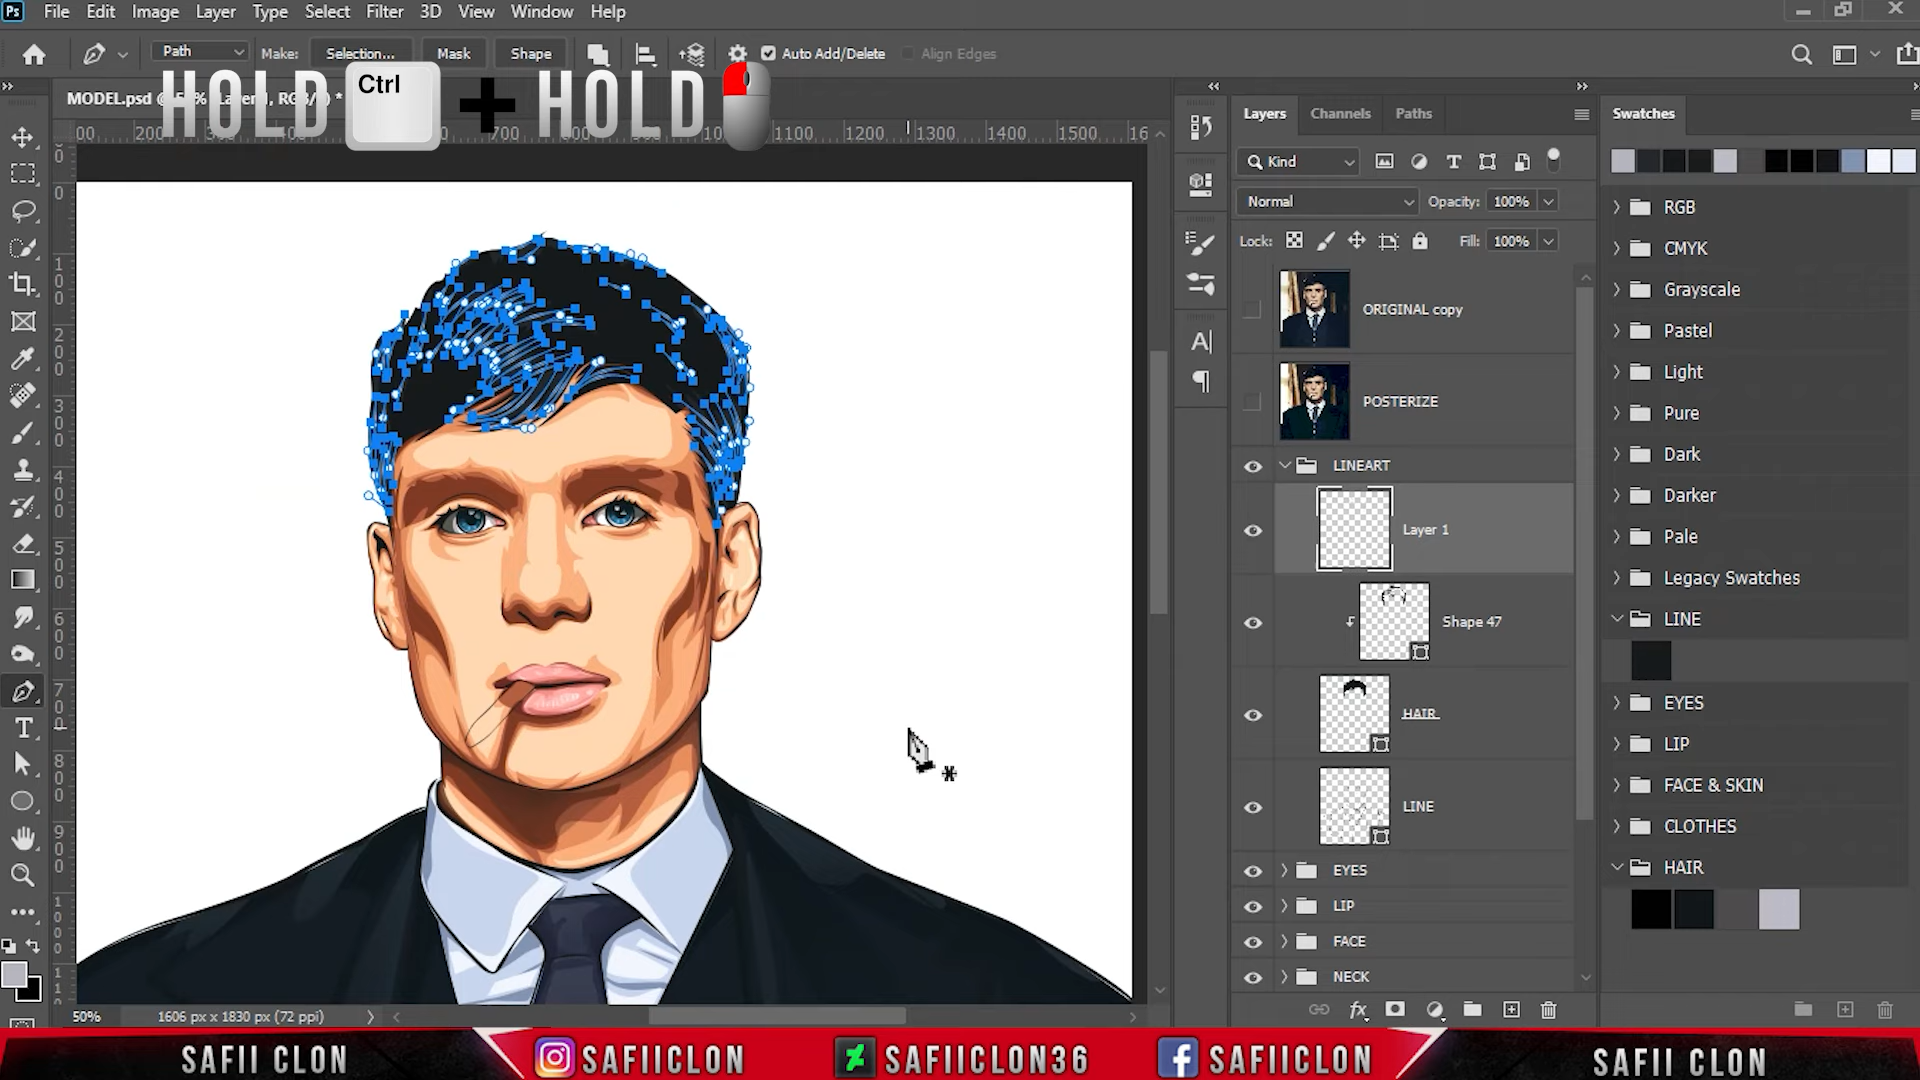 Ps File Edit Image Layer Type Select Filter 3D View Window Help
Path Make: Selection... Mask Shape Auto Add/Delete Align Edges
HOLD Ctrl + HOLD
MODEL.psd
200 700 1100 1200 1300 1400 1500
Layers Channels Paths
Swatches
Kind
Normal Opacity: 100%
Lock: Fill: 100%
ORIGINAL copy
POSTERIZE
LINEART
Layer 1
Shape 47
HAIR
LINE
EYES
LIP
FACE
NECK
RGB
CMYK
Grayscale
Pastel
Light
Pure
Dark
Darker
Pale
Legacy Swatches
LINE
EYES
LIP
FACE & SKIN
CLOTHES
HAIR
50% 1606 px x 1830 px (72 ppi)
SAFII CLON SAFIICLON SAFIICLON36 SAFIICLON SAFII CLON